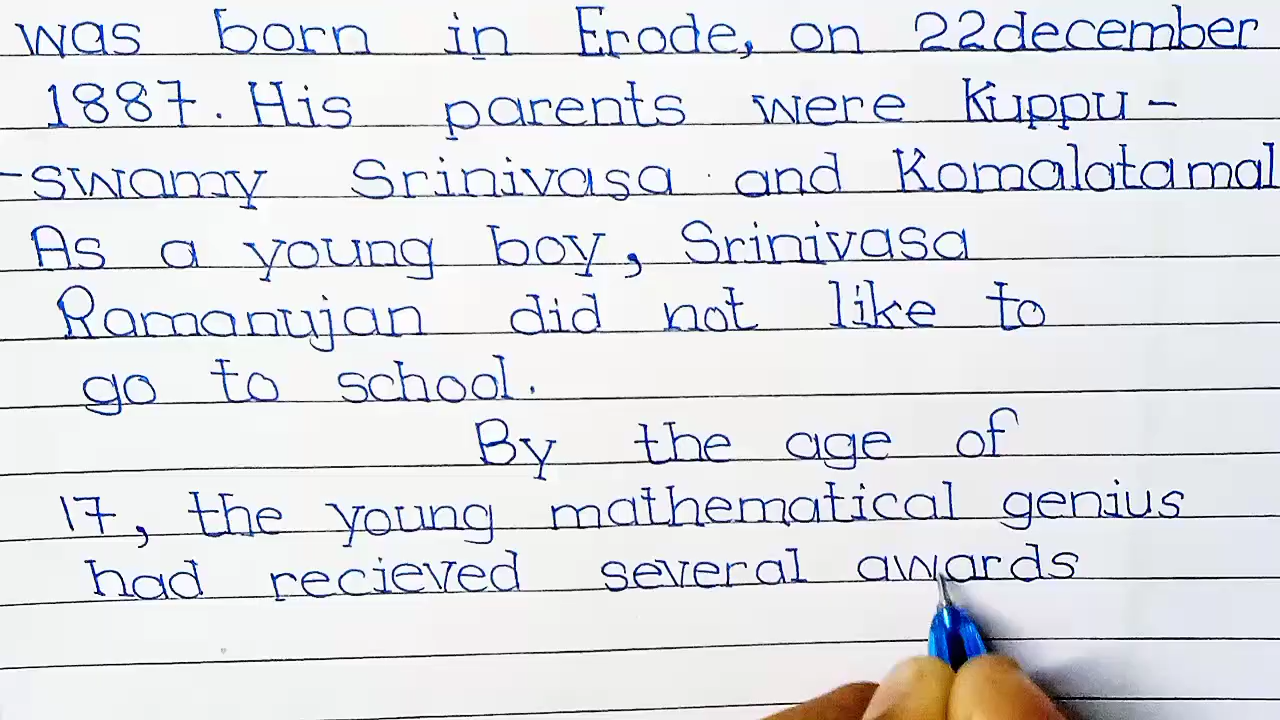 was born in Erode, on 22december
1887. His parents were Kuppu-
-swamy Srinivasa and Komalatamal
As a young boy, Srinivasa
Ramanujan did not like to
go to school.
By the age of
17, the young mathematical genius
had recieved several awards